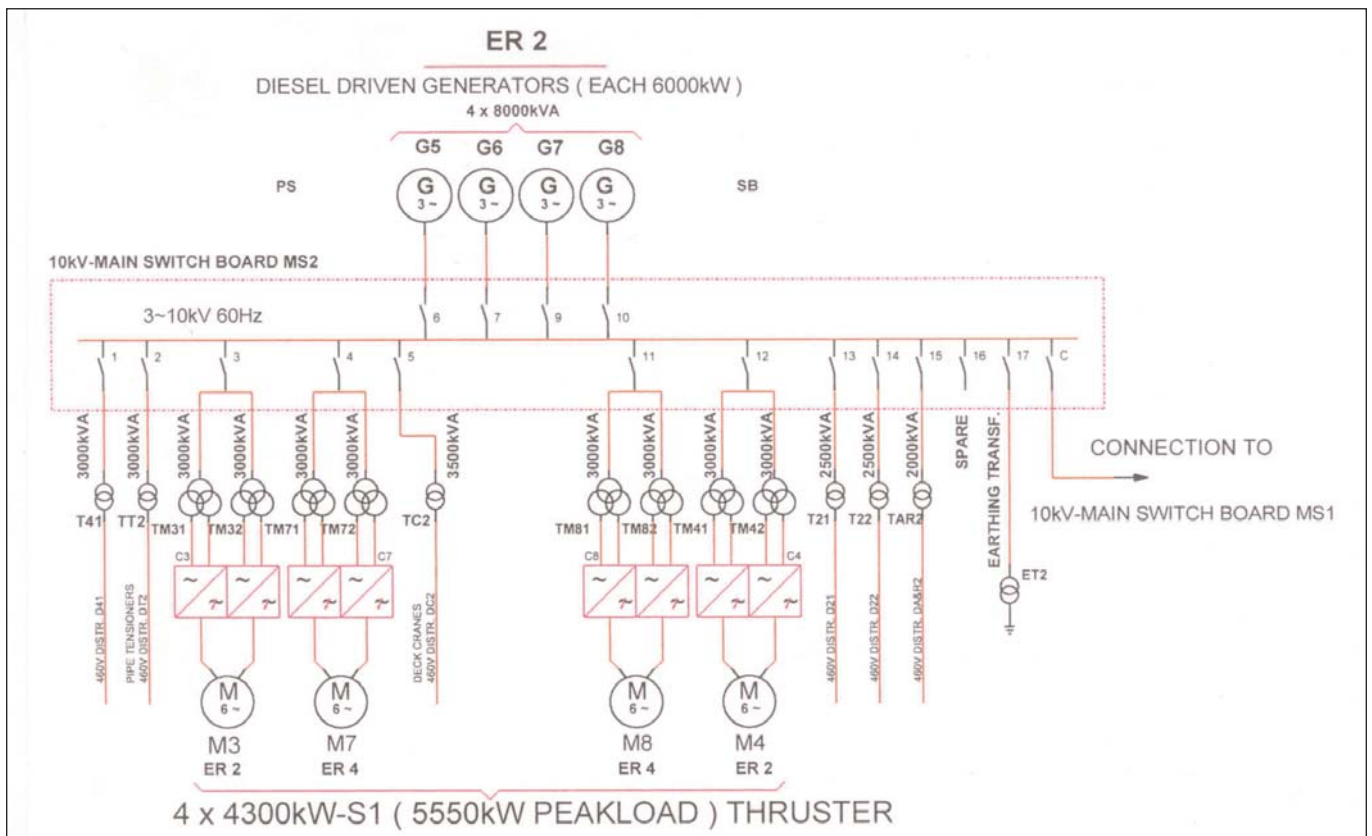 ER 2
DIESEL DRIVEN GENERATORS ( EACH 6000kW )
4 x 8000kVA
G5 G6 G7 G8
PS
G G G G
SB
3 ~ 3 ~ 3 ~ 3 ~
10kV-MAIN SWITCH BOARD MS2
3~10kV 60Hz
6 7 9 10
1 2 3 4 5 11 12 13 14 15 16 17 C
3000kVA 3000kVA 3000kVA 3000kVA 3000kVA 3000kVA 3500kVA 3000kVA 3000kVA 3000kVA 3000kVA 2500kVA 2500kVA 2000kVA SPARE EARTHING TRANSF.
CONNECTION TO
10kV-MAIN SWITCH BOARD MS1
T41 TT2 TM31 TM32 TM71 TM72 TC2 TM81 TM82 TM41 TM42 T21 T22 TAR2
ET2
C3 C7 C8 C4
~ ~ ~ ~ ~ ~ ~ ~
~ ~ ~ ~ ~ ~ ~ ~
460V DISTR. D41
PIPE TENSIONERS
460V DISTR. DT2
DECK CRANES
460V DISTR. DC2
460V DISTR. D21
460V DISTR. D22
460V DISTR. DA&H2
M M M M
6 ~ 6 ~ 6 ~ 6 ~
M3 M7 M8 M4
ER 2 ER 4 ER 4 ER 2
4 x 4300kW-S1 ( 5550kW PEAKLOAD ) THRUSTER